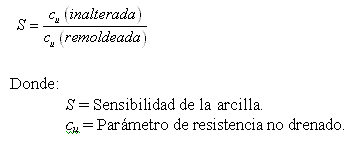 S = c_u (inalterada) / c_u (remoldeada)
Donde:
S = Sensibilidad de la arcilla.
c_u = Parámetro de resistencia no drenado.